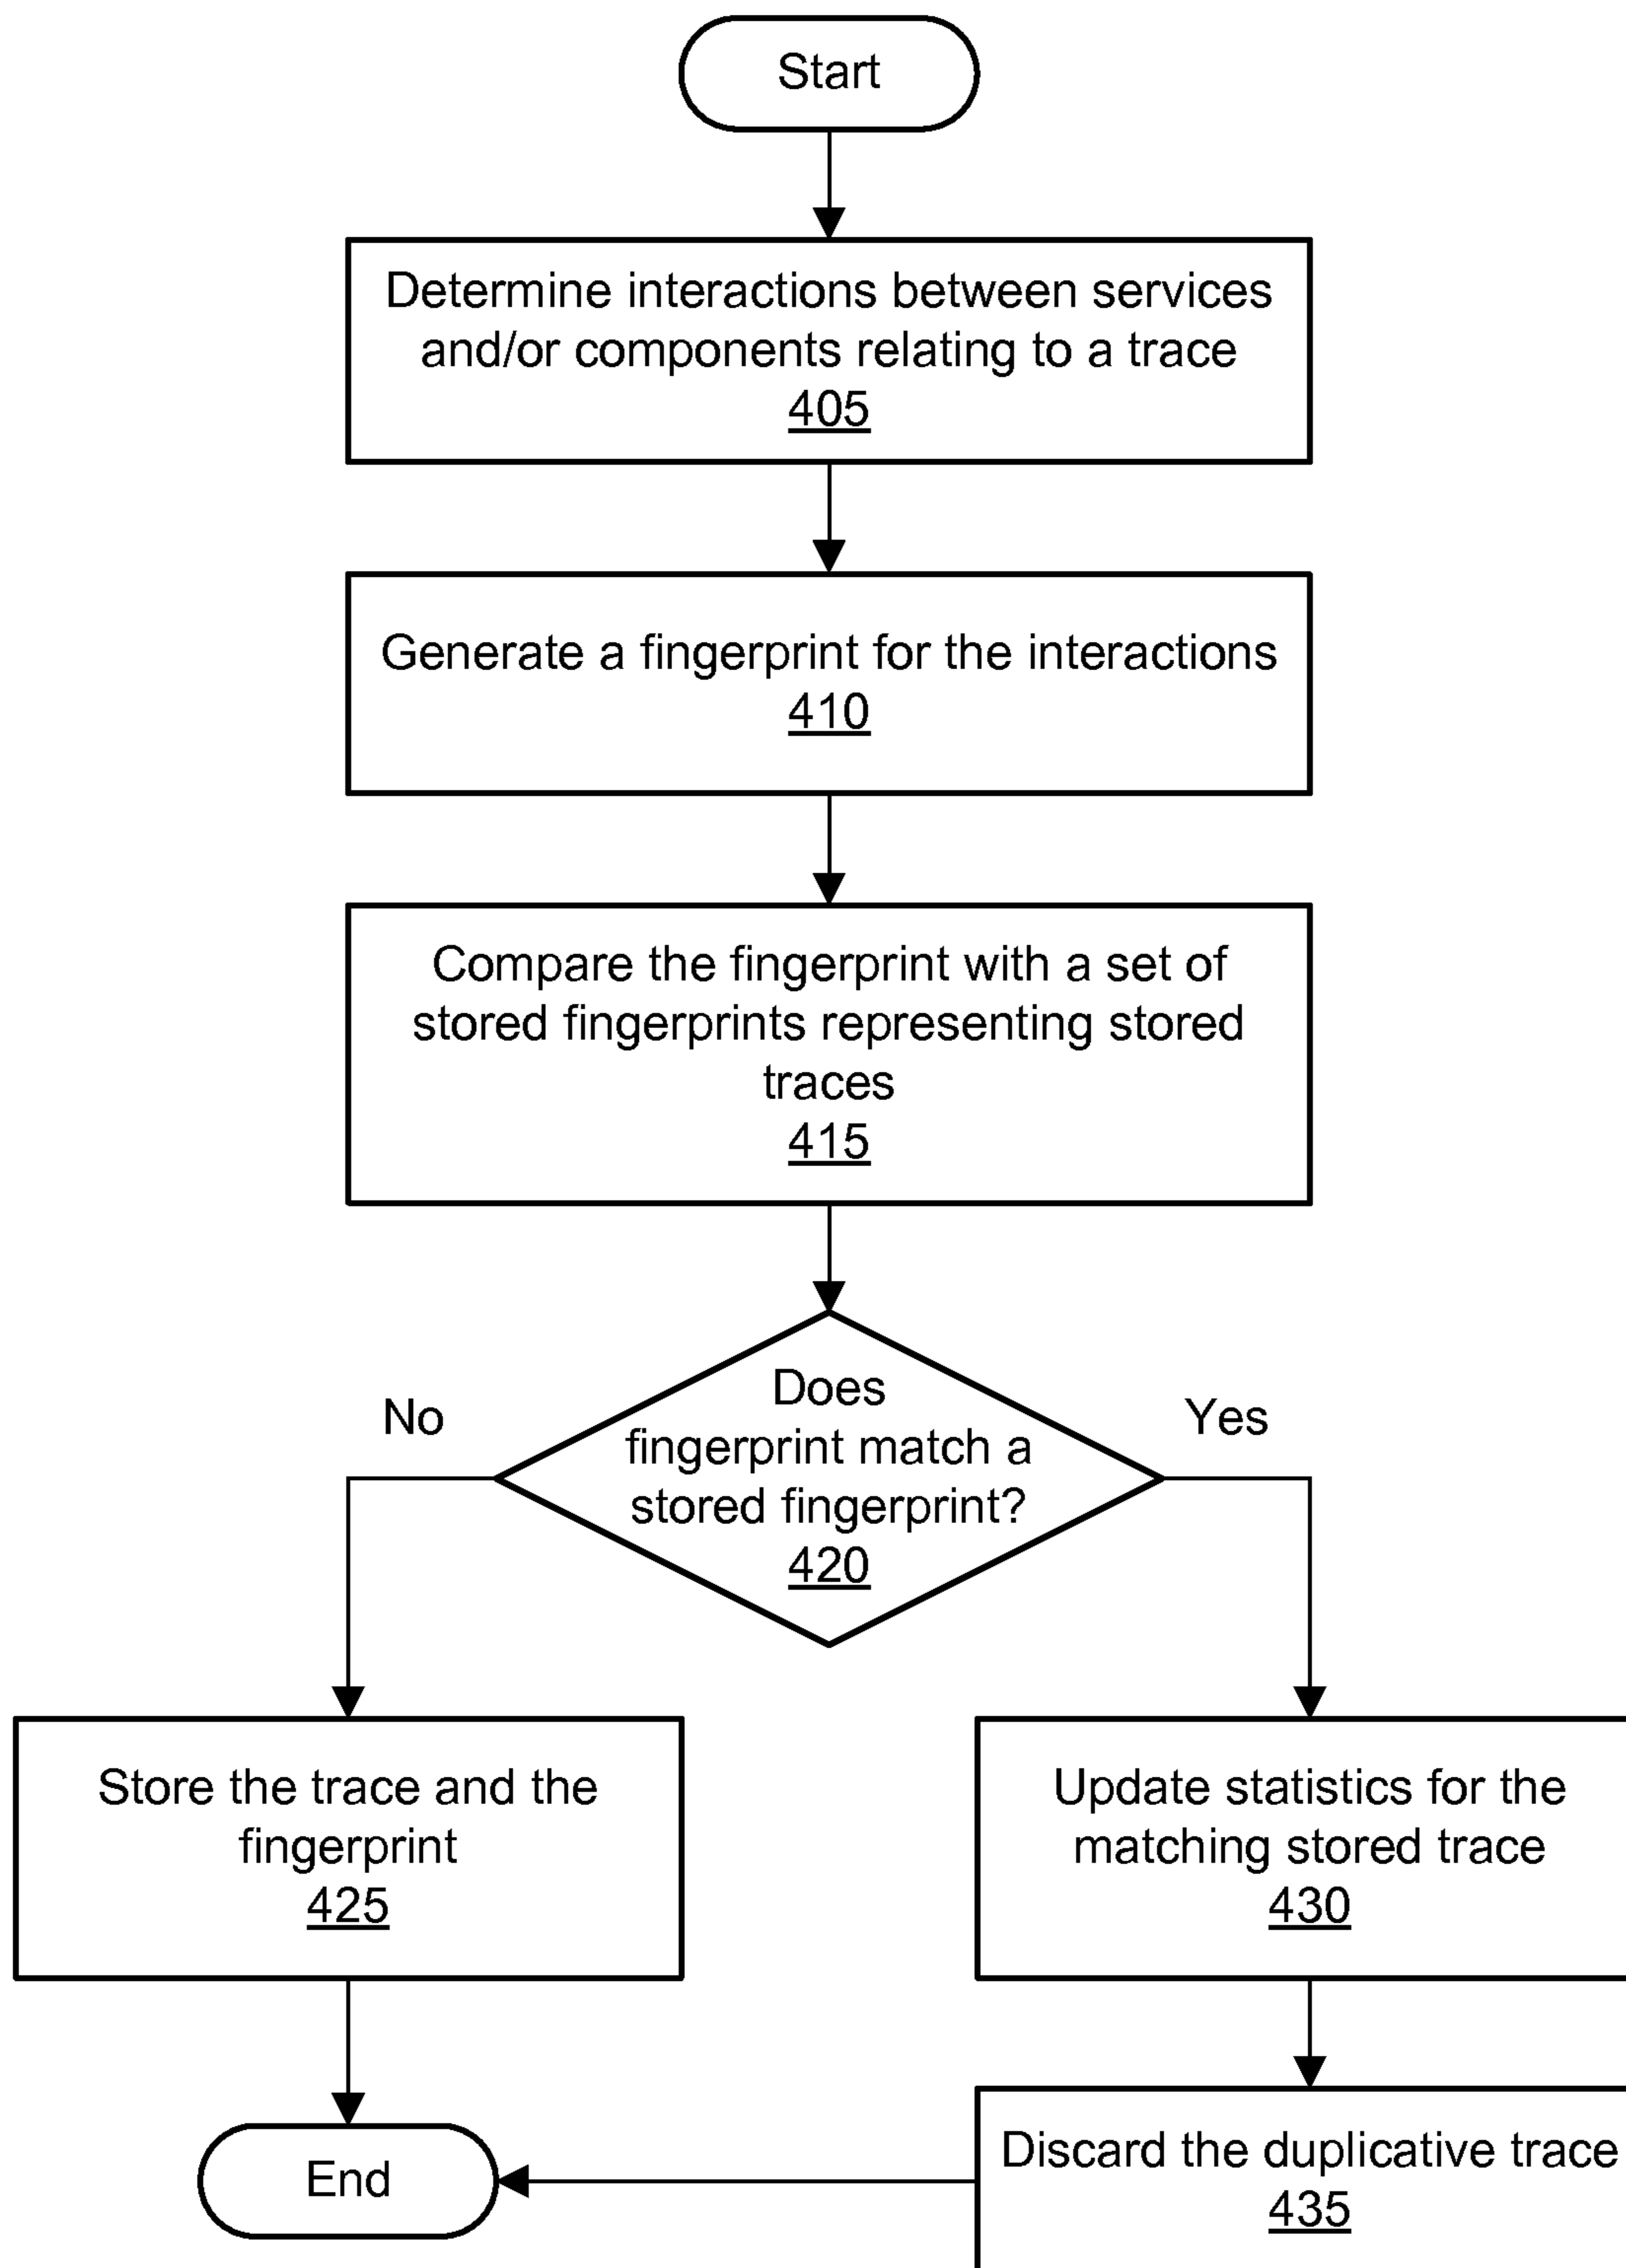 Start
Determine interactions between services
and/or components relating to a trace
405
Generate a fingerprint for the interactions
410
Compare the fingerprint with a set of
stored fingerprints representing stored
traces
415
Does
fingerprint match a
stored fingerprint?
420
No
Yes
Store the trace and the
fingerprint
425
Update statistics for the
matching stored trace
430
Discard the duplicative trace
435
End